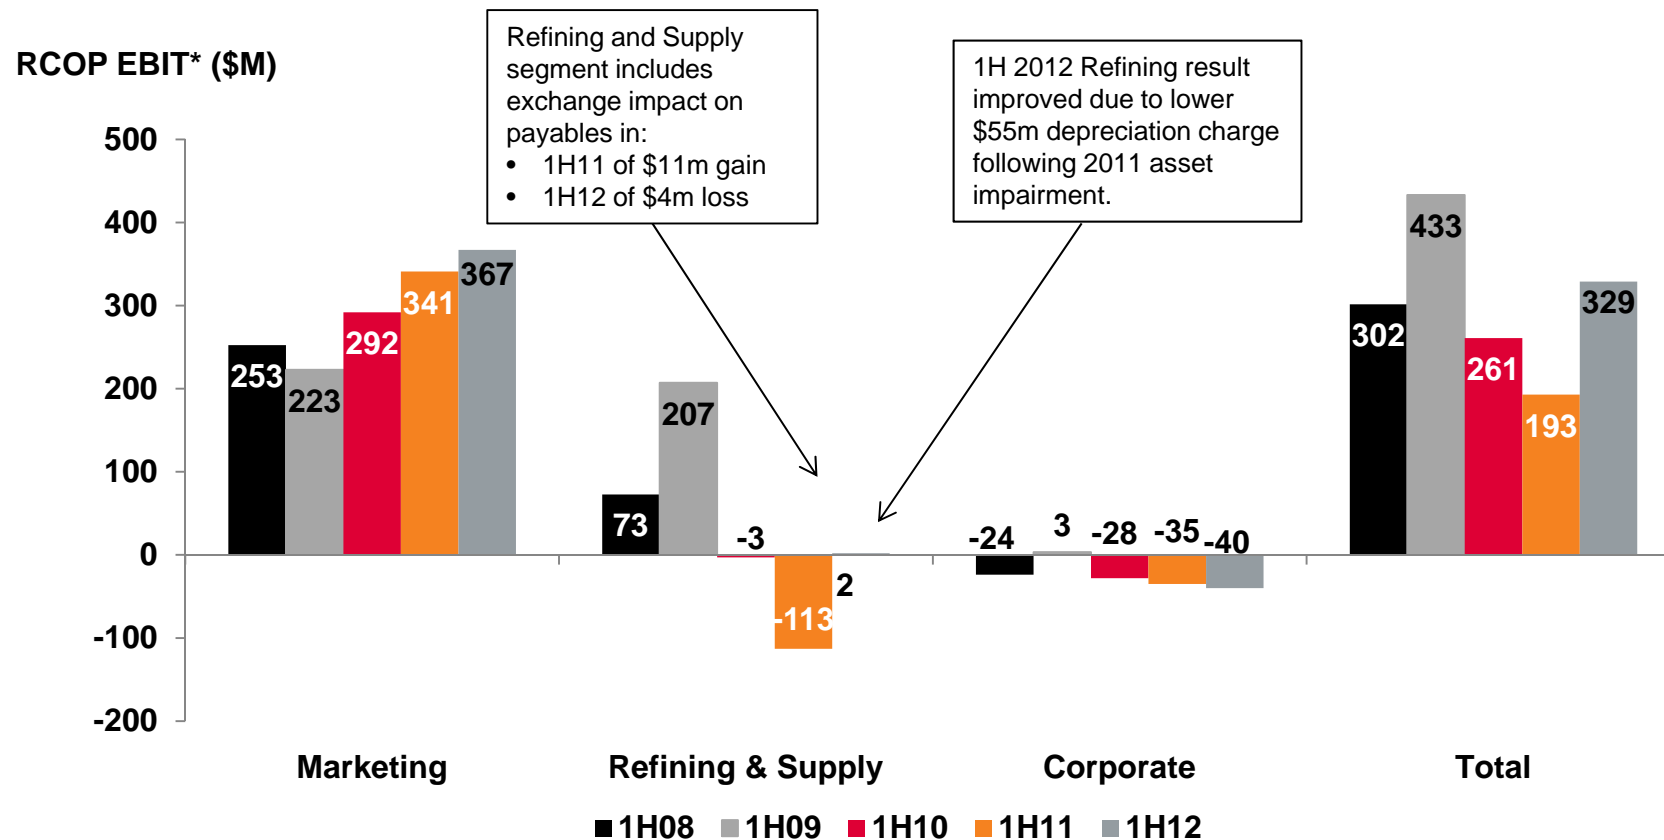 RCOP EBIT* ($M)
Refining and Supply
segment includes
exchange impact on
payables in:
• 1H11 of $11m gain
• 1H12 of $4m loss
1H 2012 Refining result
improved due to lower
$55m depreciation charge
following 2011 asset
impairment.
500
400
300
200
100
0
-100
-200
253
223
292
341
367
73
207
-3
-113
2
-24
3
-28
-35
-40
302
433
261
193
329
Marketing
Refining & Supply
Corporate
Total
1H08 1H09 1H10 1H11 1H12